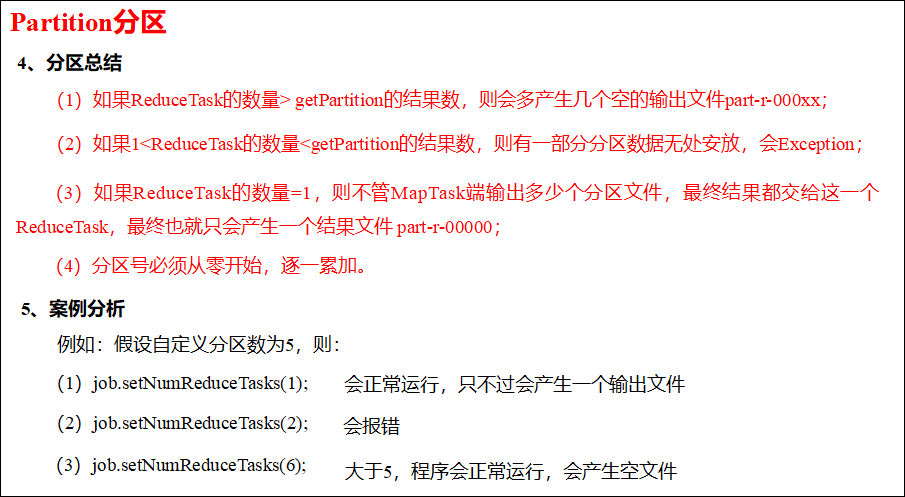 Partition分区
4、分区总结
（1）如果ReduceTask的数量> getPartition的结果数，则会多产生几个空的输出文件part-r-000xx；
（2）如果1<ReduceTask的数量<getPartition的结果数，则有一部分分区数据无处安放，会Exception；
（3）如果ReduceTask的数量=1，则不管MapTask端输出多少个分区文件，最终结果都交给这一个
ReduceTask，最终也就只会产生一个结果文件 part-r-00000；
（4）分区号必须从零开始，逐一累加。
5、案例分析
例如：假设自定义分区数为5，则：
（1）job.setNumReduceTasks(1); 会正常运行，只不过会产生一个输出文件
（2）job.setNumReduceTasks(2); 会报错
（3）job.setNumReduceTasks(6); 大于5，程序会正常运行，会产生空文件